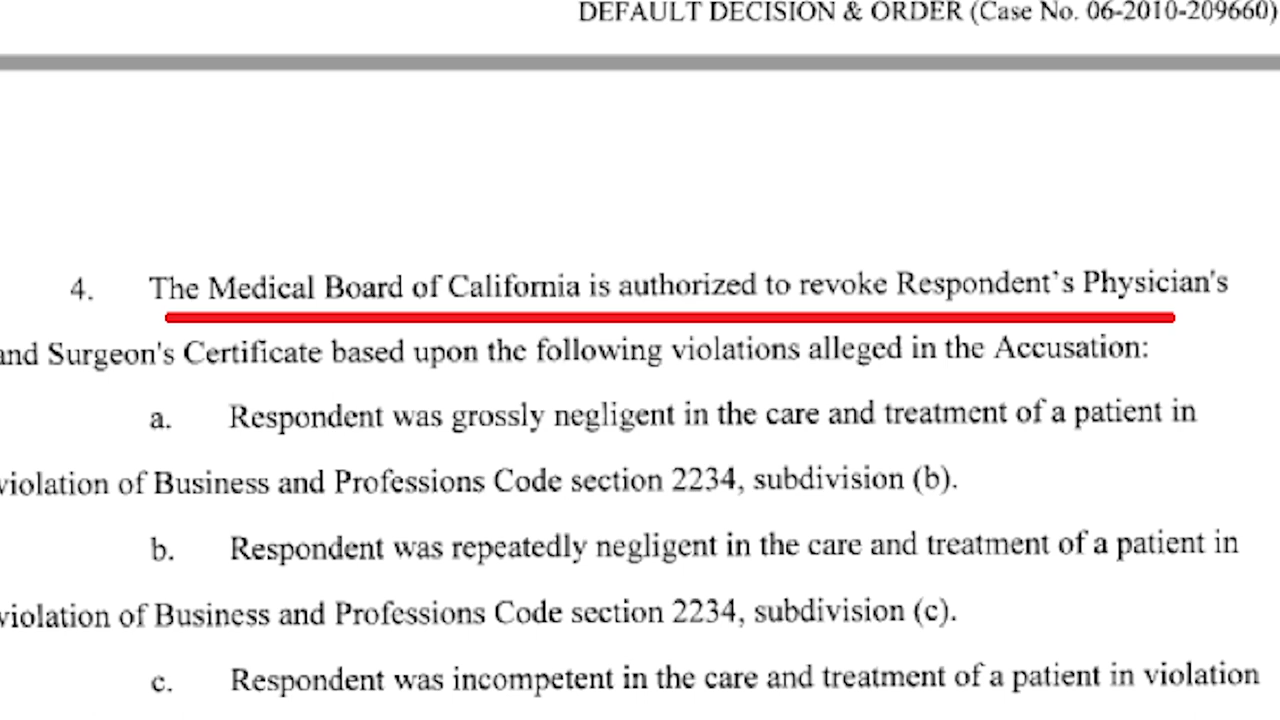 DEFAULT DECISION & ORDER (Case No. 06-2010-209660)
4. The Medical Board of California is authorized to revoke Respondent's Physician's
and Surgeon's Certificate based upon the following violations alleged in the Accusation:
a. Respondent was grossly negligent in the care and treatment of a patient in
violation of Business and Professions Code section 2234, subdivision (b).
b. Respondent was repeatedly negligent in the care and treatment of a patient in
violation of Business and Professions Code section 2234, subdivision (c).
c. Respondent was incompetent in the care and treatment of a patient in violation